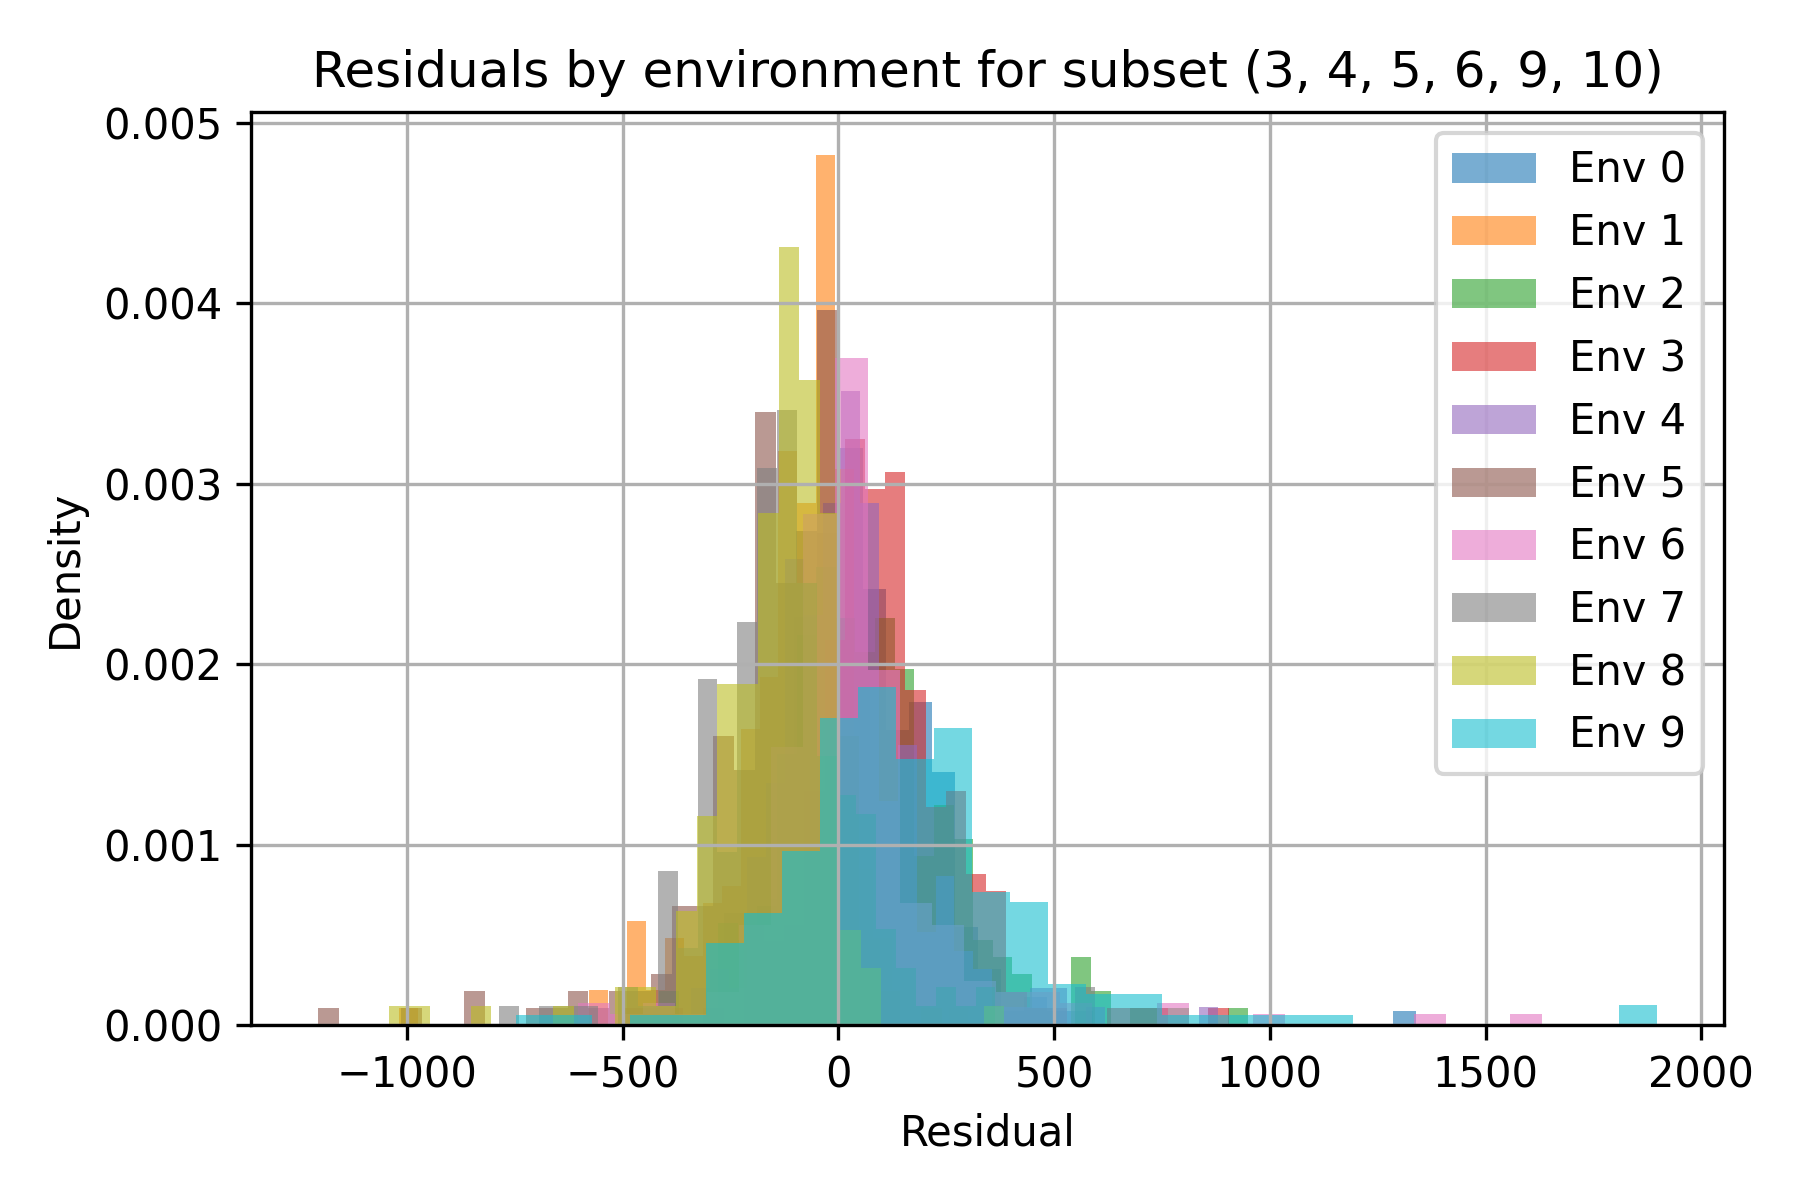 Residuals by environment for subset (3, 4, 5, 6, 9, 10)
0.005
0.004
0.003
0.002
0.001
0.000
Density
Env 0
Env 1
Env 2
Env 3
Env 4
Env 5
Env 6
Env 7
Env 8
Env 9
−1000 −500 0 500 1000 1500 2000
Residual